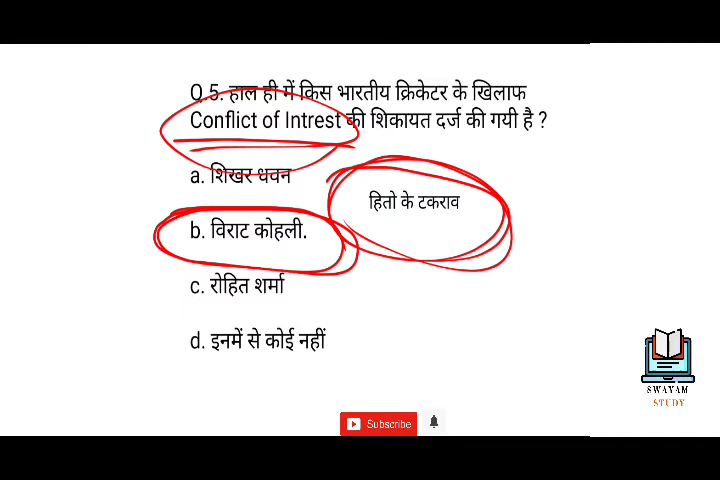 Q.5. हाल ही में किस भारतीय क्रिकेटर के खिलाफ
Conflict of Intrest की शिकायत दर्ज की गयी है ?
a. शिखर धवन
हितो के टकराव
b. विराट कोहली.
c. रोहित शर्मा
d. इनमें से कोई नहीं
SWAYAM
STUDY
Subscribe